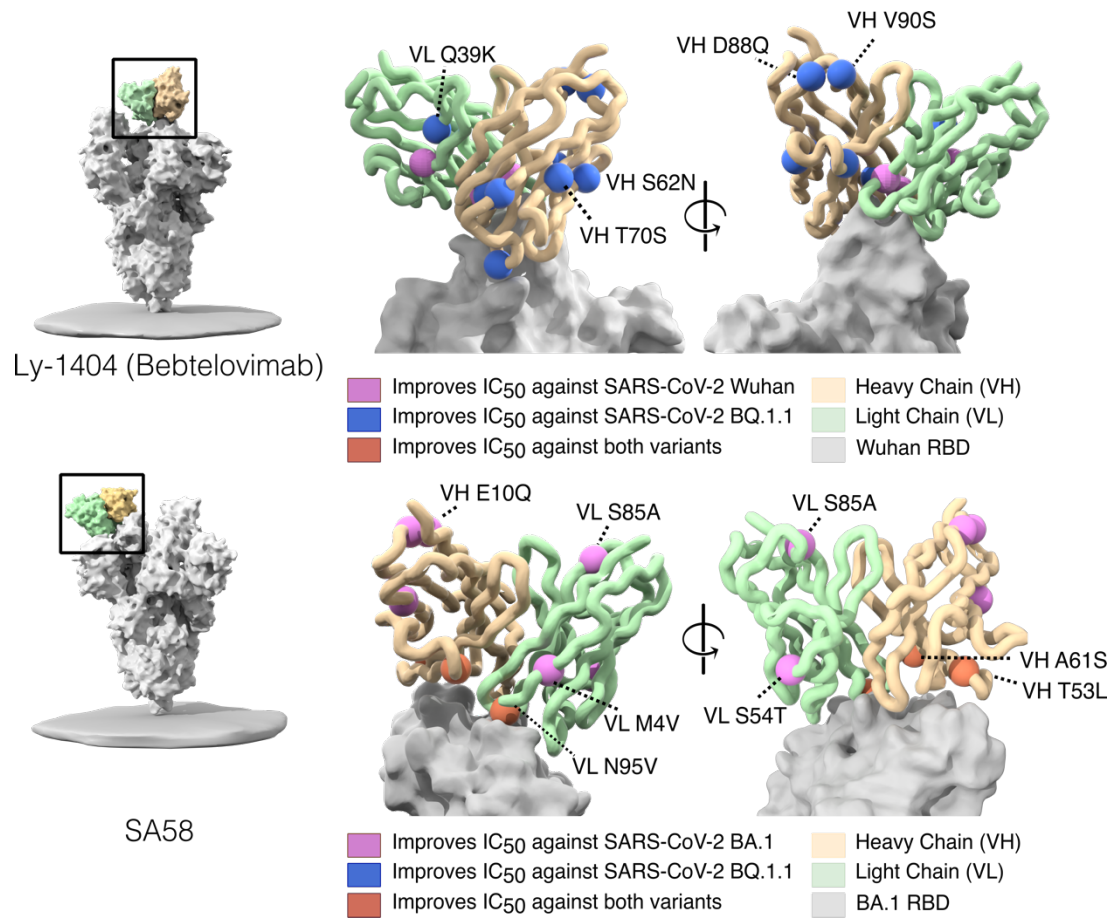 VL Q39K
VH D88Q
VH V90S
VH S62N
VH T70S
Ly-1404 (Bebtelovimab)
Improves IC50 against SARS-CoV-2 Wuhan
Heavy Chain (VH)
Improves IC50 against SARS-CoV-2 BQ.1.1
Light Chain (VL)
Improves IC50 against both variants
Wuhan RBD
VH E10Q
VL S85A
VL S85A
VH A61S
VH T53L
VL M4V
VL S54T
VL N95V
SA58
Improves IC50 against SARS-CoV-2 BA.1
Heavy Chain (VH)
Improves IC50 against SARS-CoV-2 BQ.1.1
Light Chain (VL)
Improves IC50 against both variants
BA.1 RBD